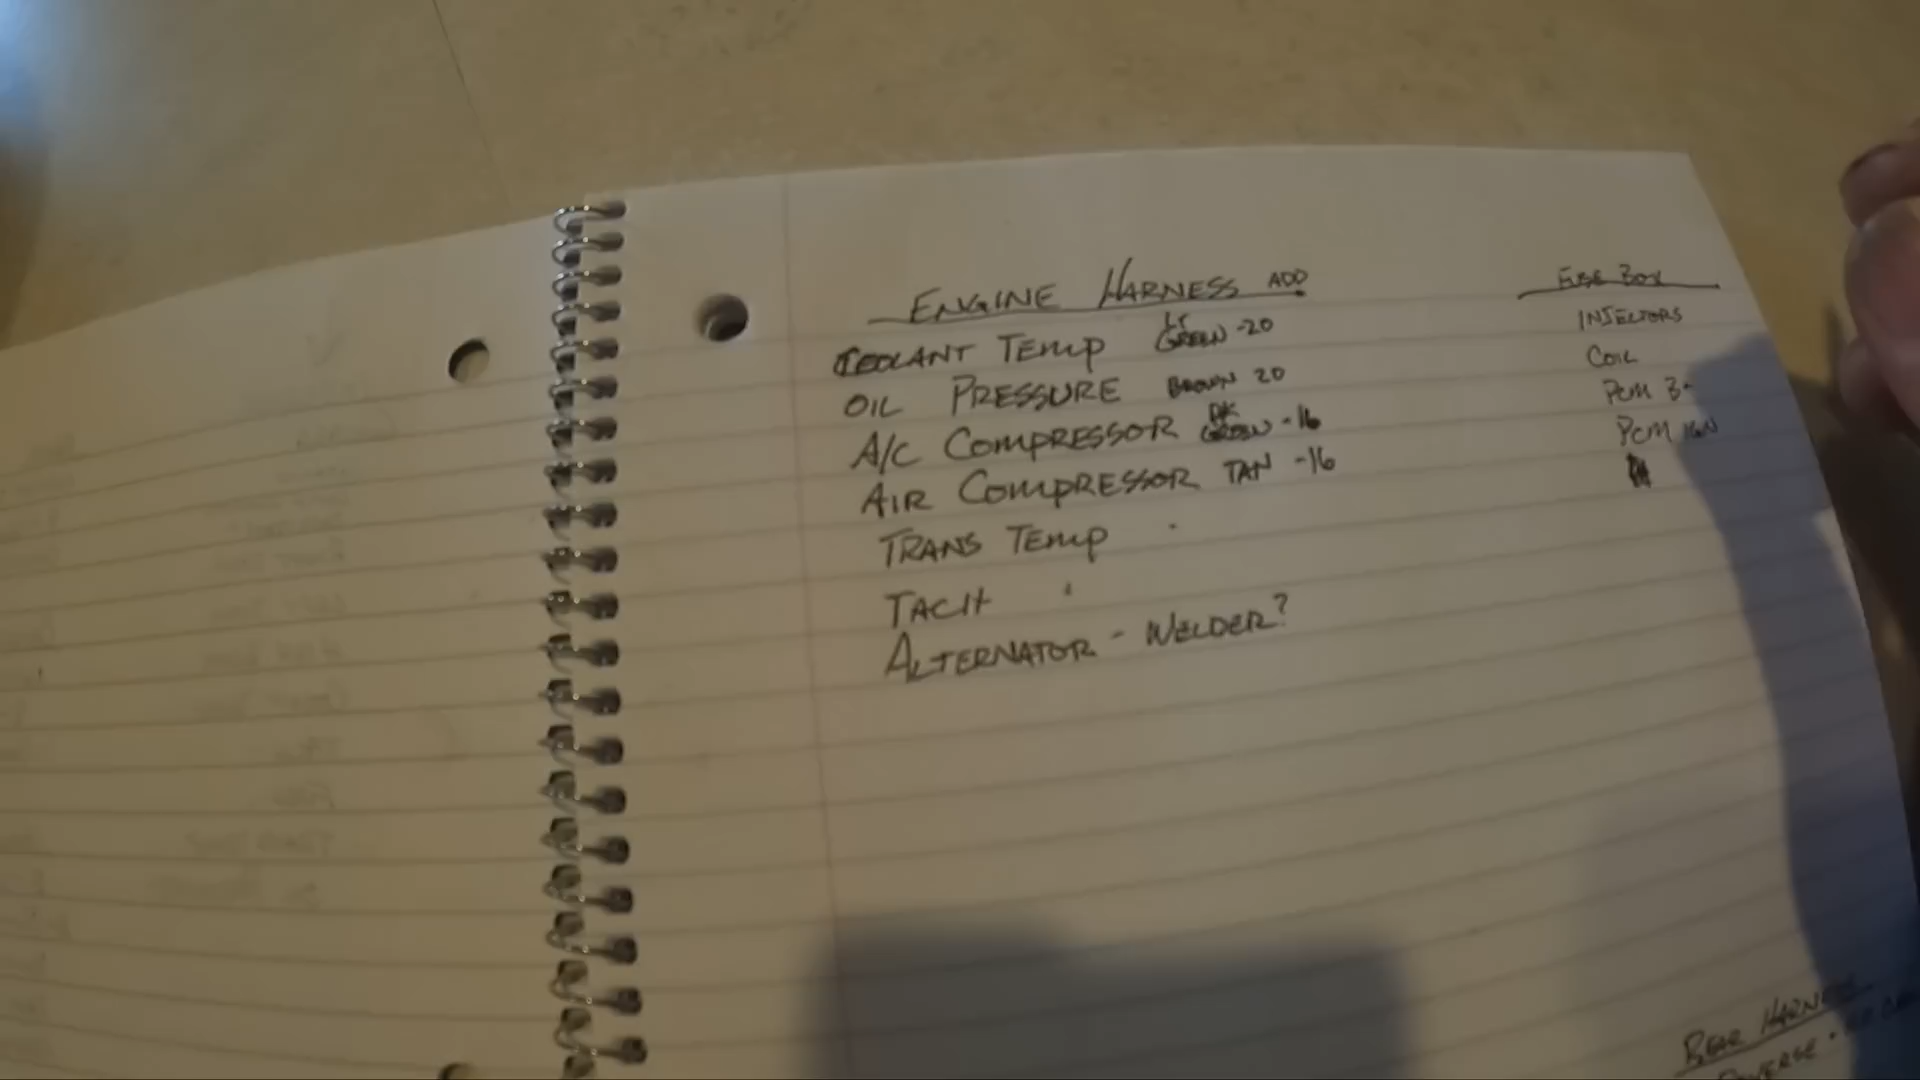 ENGINE HARNESS ADD
COOLANT TEMP LT GREEN -20
OIL PRESSURE BROWN 20
A/C COMPRESSOR DK GREEN -16
AIR COMPRESSOR TAN -16
TRANS TEMP
TACH
ALTERNATOR - WELDER?
FUSE BOX
INJECTORS
COIL
PCM B+
PCM IGN
REAR HARNESS
REVERSE